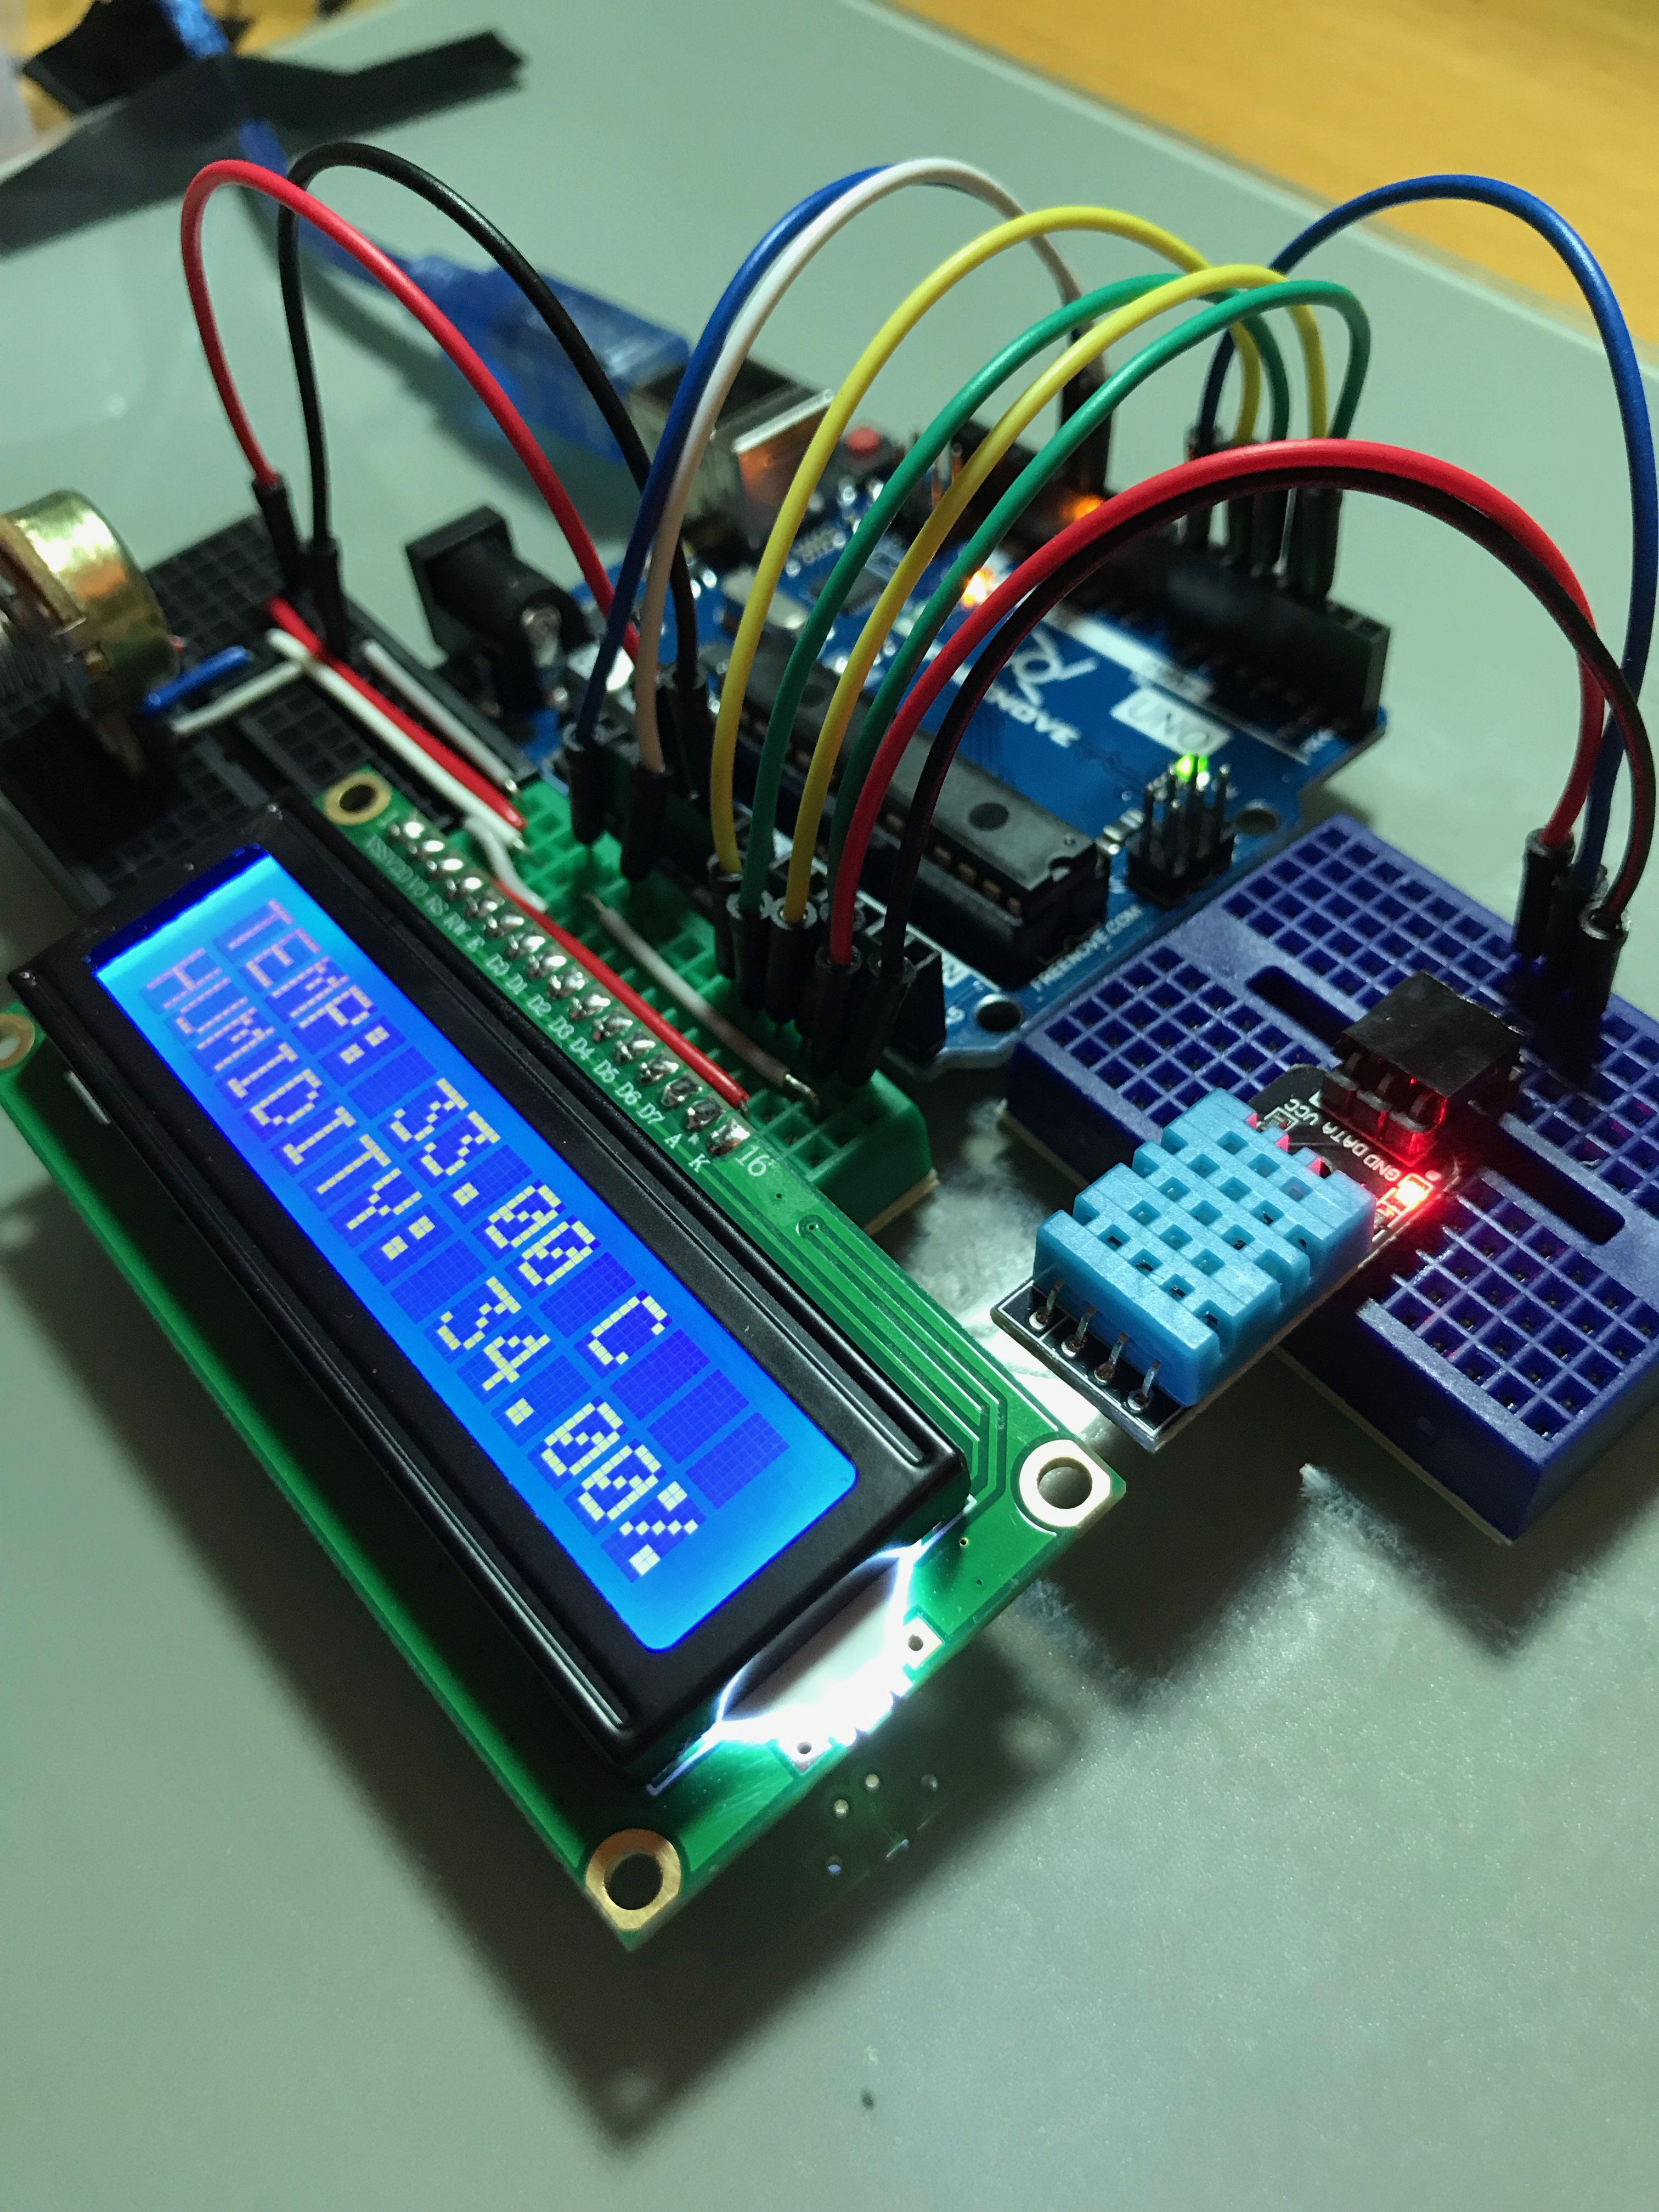 TEMP: 33.00 C
HUMIDITY: 34.00%
VSS VDD V0 RS RW E D0 D1 D2 D3 D4 D5 D6 D7 A K
16
UNO
FREENOVE.COM
GND DATA VCC